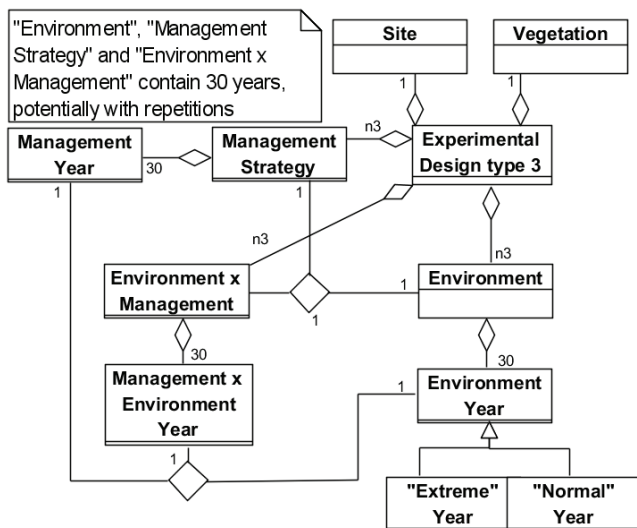 "Environment", "Management
Strategy" and "Environment x
Management" contain 30 years,
potentially with repetitions
Site
Vegetation
1
1
Management
Year
30
Management
Strategy
n3
Experimental
Design type 3
1
1
n3
n3
Environment x
Management
1
1
Environment
30
30
Management x
Environment
Year
1
1
Environment
Year
"Extreme"
Year
"Normal"
Year